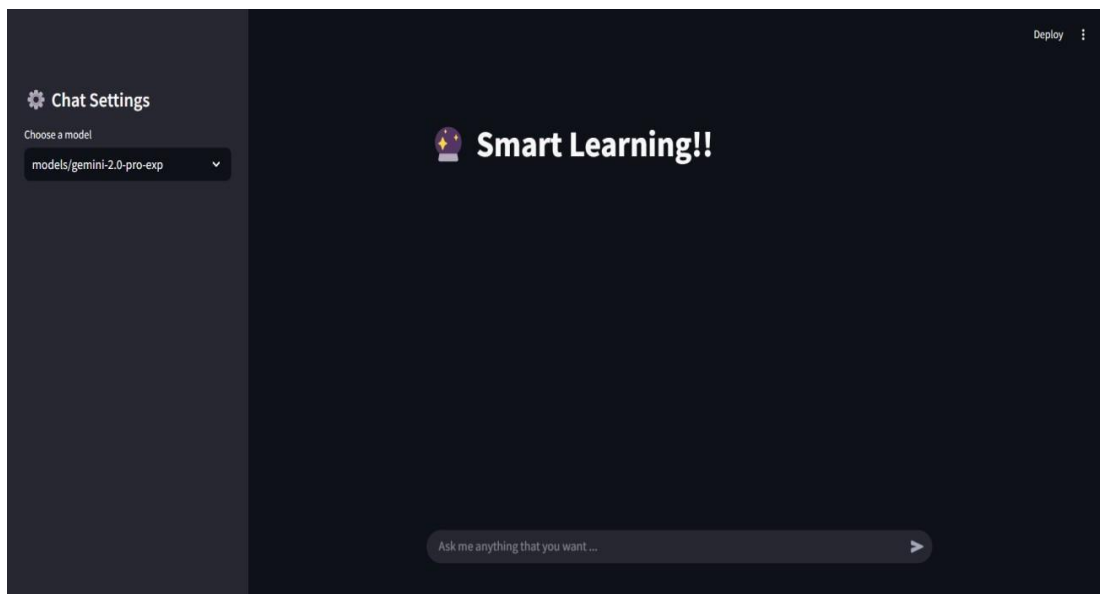 Deploy
Chat Settings
Choose a model
models/gemini-2.0-pro-exp
Smart Learning!!
Ask me anything that you want ...